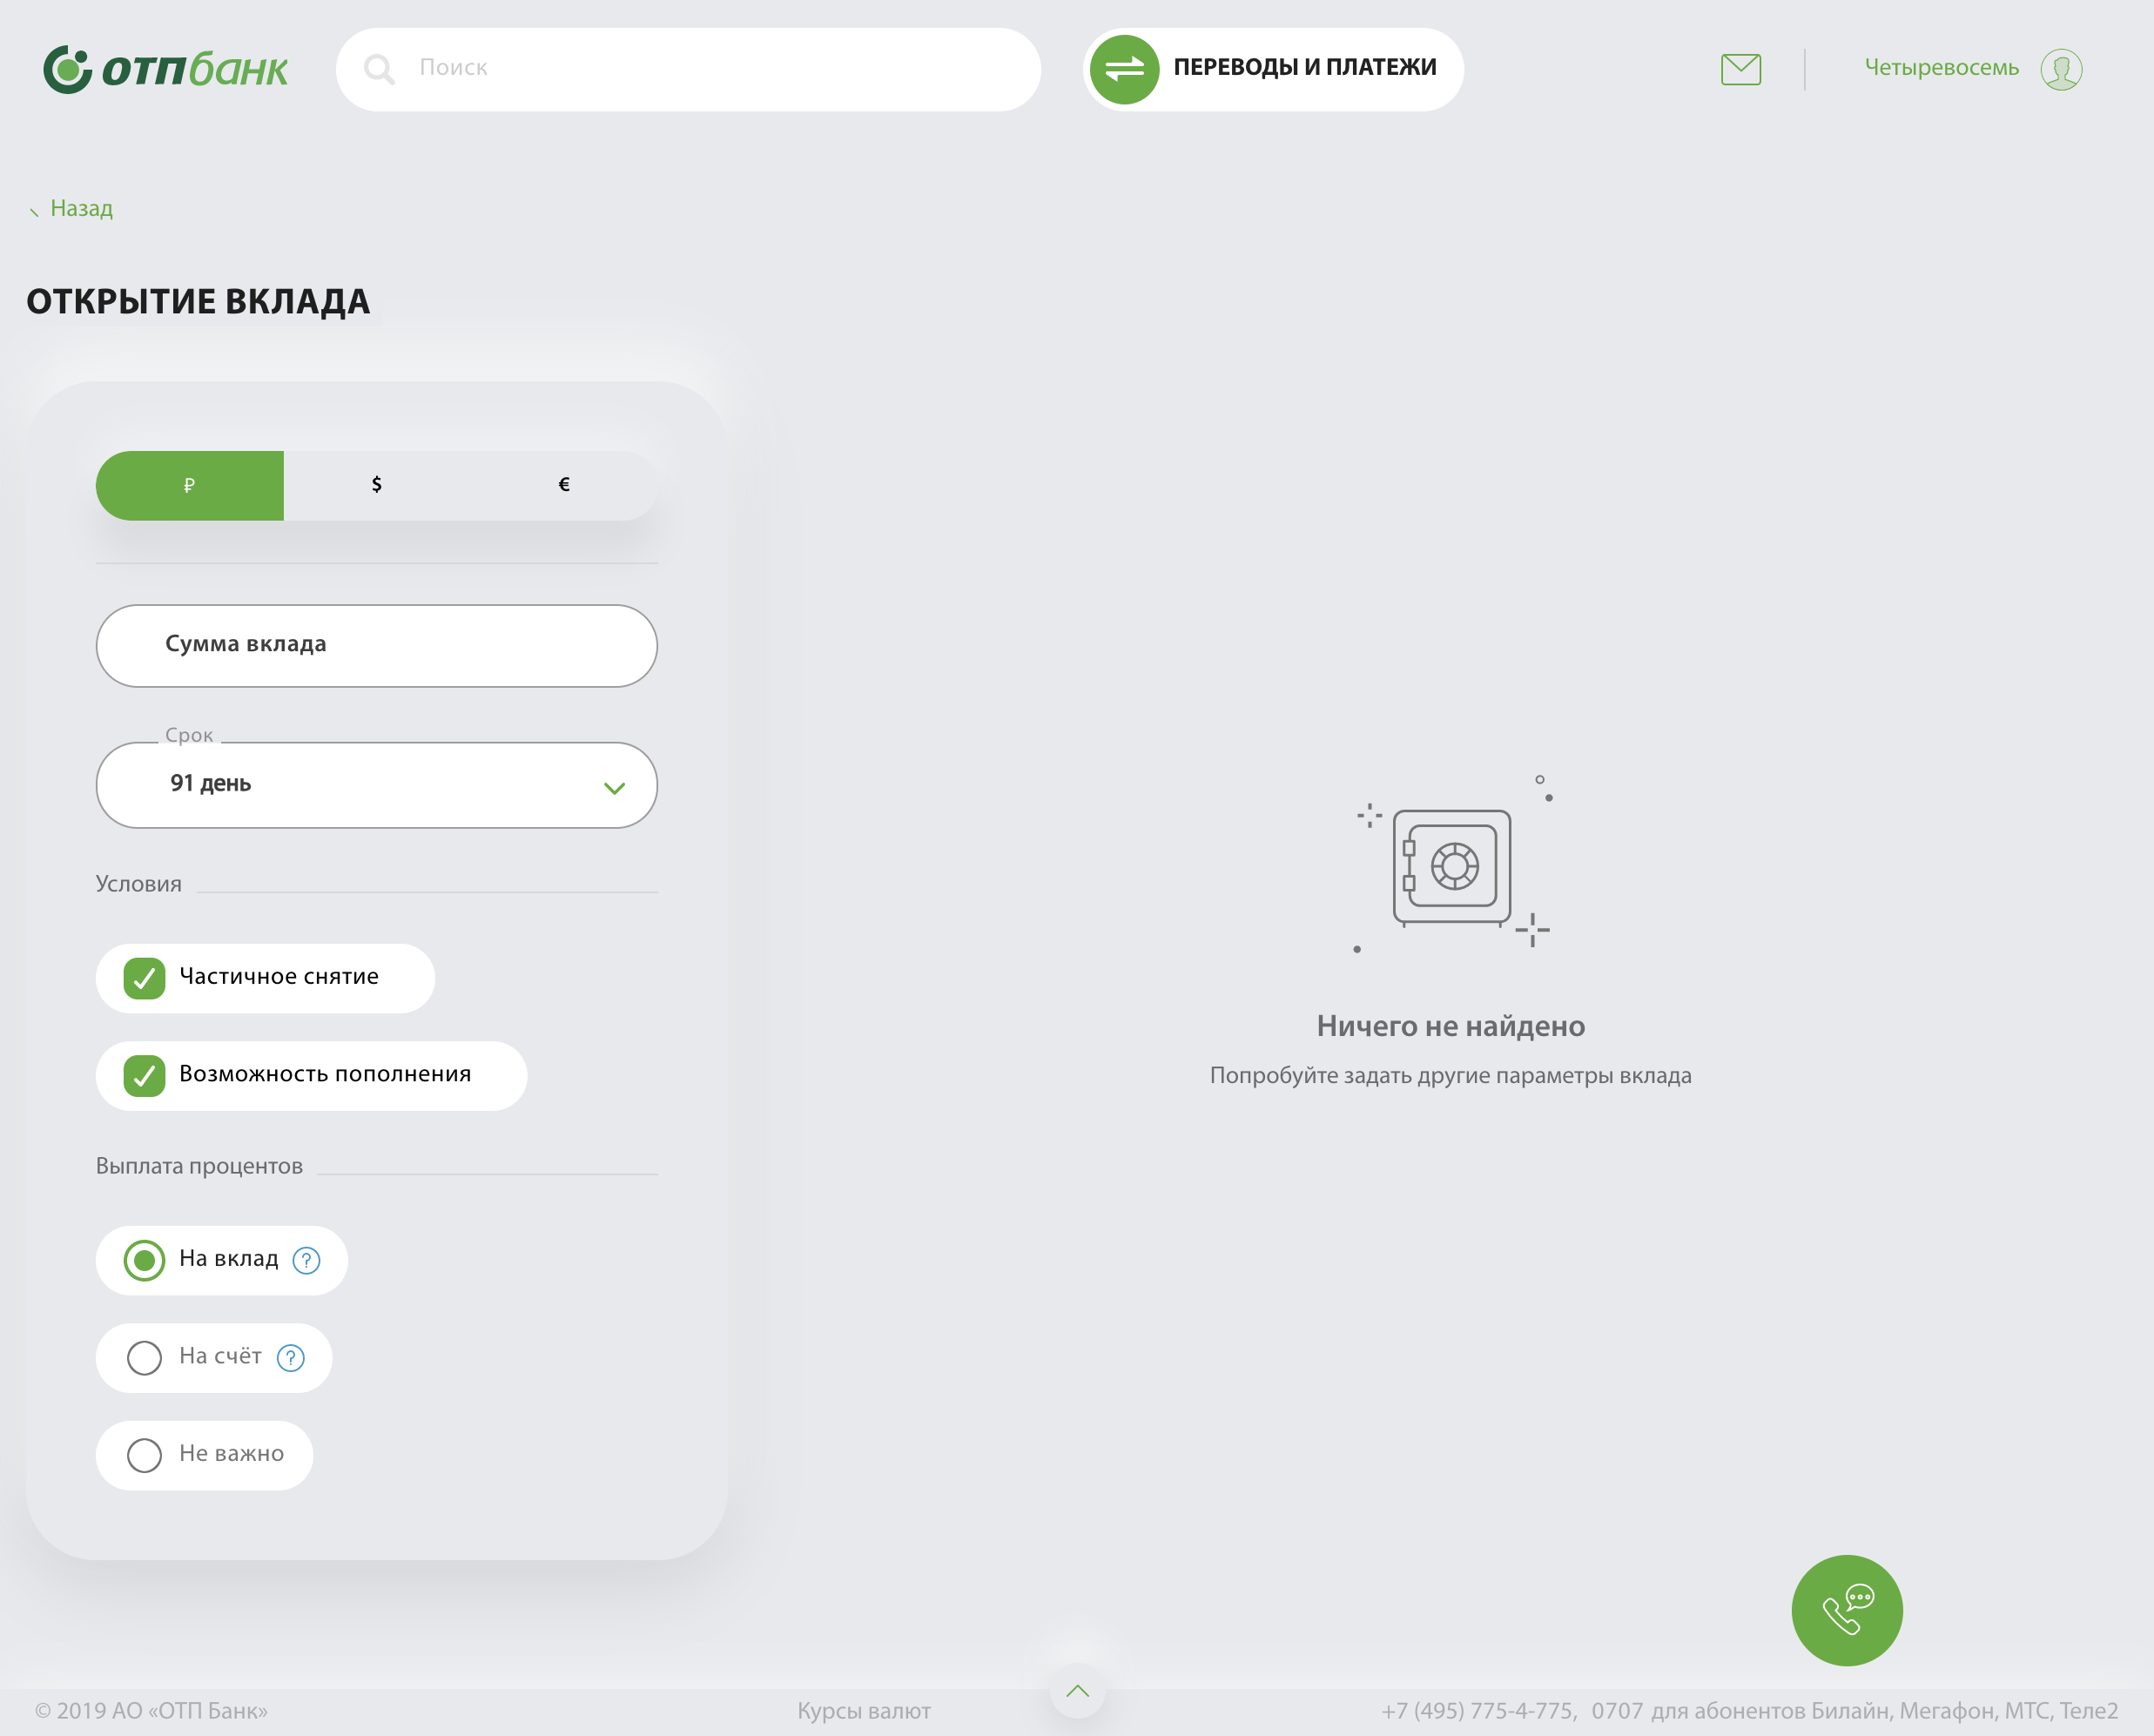 ОТПбанк
Поиск
ПЕРЕВОДЫ И ПЛАТЕЖИ
Четыревосемь
Назад
ОТКРЫТИЕ ВКЛАДА
₽ $ €
Сумма вклада
Срок
91 день
Условия
Частичное снятие
Возможность пополнения
Выплата процентов
На вклад ?
На счёт ?
Не важно
Ничего не найдено
Попробуйте задать другие параметры вклада
© 2019 АО «ОТП Банк» Курсы валют +7 (495) 775-4-775, 0707 для абонентов Билайн, Мегафон, МТС, Теле2